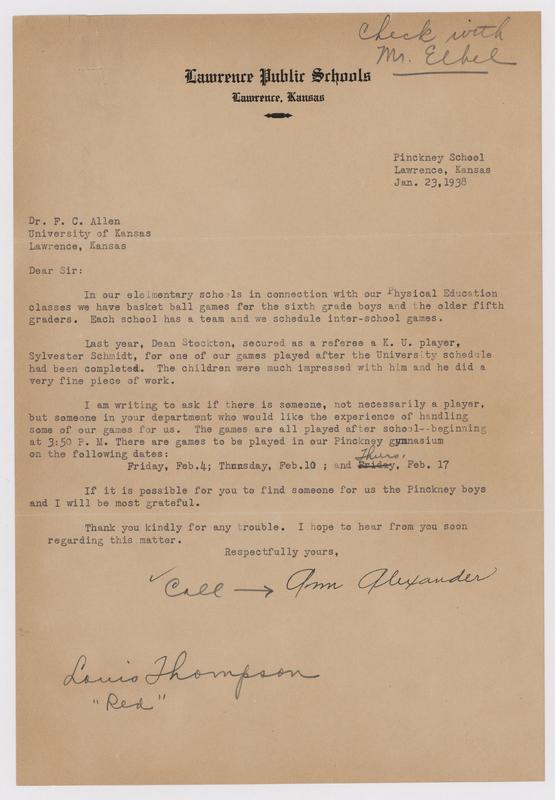 Check with
Mr. Elbel
Lawrence Public Schools
Lawrence, Kansas
Pinckney School
Lawrence, Kansas
Jan. 23,1938
Dr. F. C. Allen
University of Kansas
Lawrence, Kansas
Dear Sir:
In our elelmentary schools in connection with our Physical Education
classes we have basket ball games for the sixth grade boys and the older fifth
graders. Each school has a team and we schedule inter-school games.
Last year, Dean Stockton, secured as a referee a K. U. player,
Sylvester Schmidt, for one of our games played after the University schedule
had been completed. The children were much impressed with him and he did a
very fine piece of work.
I am writing to ask if there is someone, not necessarily a player,
but someone in your department who would like the experience of handling
some of our games for us. The games are all played after school--beginning
at 3:50 P. M. There are games to be played in our Pinckney gymnasium
on the following dates:
Thurs.
Friday, Feb.4; Thursday, Feb.10 ; and Friday, Feb. 17
If it is possible for you to find someone for us the Pinckney boys
and I will be most grateful.
Thank you kindly for any trouble. I hope to hear from you soon
regarding this matter.
Respectfully yours,
✓ Call → Ann Alexander
Louis Thompson
"Red"